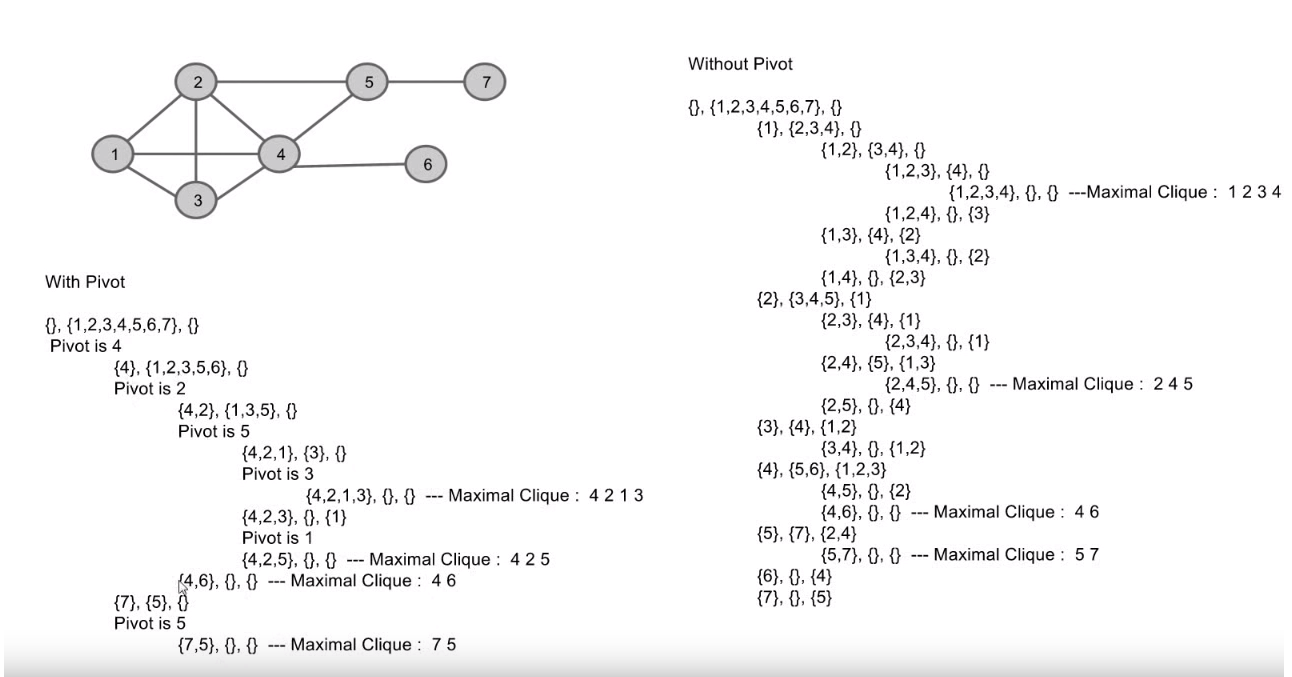 2
5
7
1
4
6
3
With Pivot
{}, {1,2,3,4,5,6,7}, {}
Pivot is 4
{4}, {1,2,3,5,6}, {}
Pivot is 2
{4,2}, {1,3,5}, {}
Pivot is 5
{4,2,1}, {3}, {}
Pivot is 3
{4,2,1,3}, {}, {} --- Maximal Clique : 4 2 1 3
{4,2,3}, {}, {1}
Pivot is 1
{4,2,5}, {}, {} --- Maximal Clique : 4 2 5
{4,6}, {}, {} --- Maximal Clique : 4 6
{7}, {5}, {}
Pivot is 5
{7,5}, {}, {} --- Maximal Clique : 7 5
Without Pivot
{}, {1,2,3,4,5,6,7}, {}
{1}, {2,3,4}, {}
{1,2}, {3,4}, {}
{1,2,3}, {4}, {}
{1,2,3,4}, {}, {} ---Maximal Clique : 1 2 3 4
{1,2,4}, {}, {3}
{1,3}, {4}, {2}
{1,3,4}, {}, {2}
{1,4}, {}, {2,3}
{2}, {3,4,5}, {1}
{2,3}, {4}, {1}
{2,3,4}, {}, {1}
{2,4}, {5}, {1,3}
{2,4,5}, {}, {} --- Maximal Clique : 2 4 5
{2,5}, {}, {4}
{3}, {4}, {1,2}
{3,4}, {}, {1,2}
{4}, {5,6}, {1,2,3}
{4,5}, {}, {2}
{4,6}, {}, {} --- Maximal Clique : 4 6
{5}, {7}, {2,4}
{5,7}, {}, {} --- Maximal Clique : 5 7
{6}, {}, {4}
{7}, {}, {5}